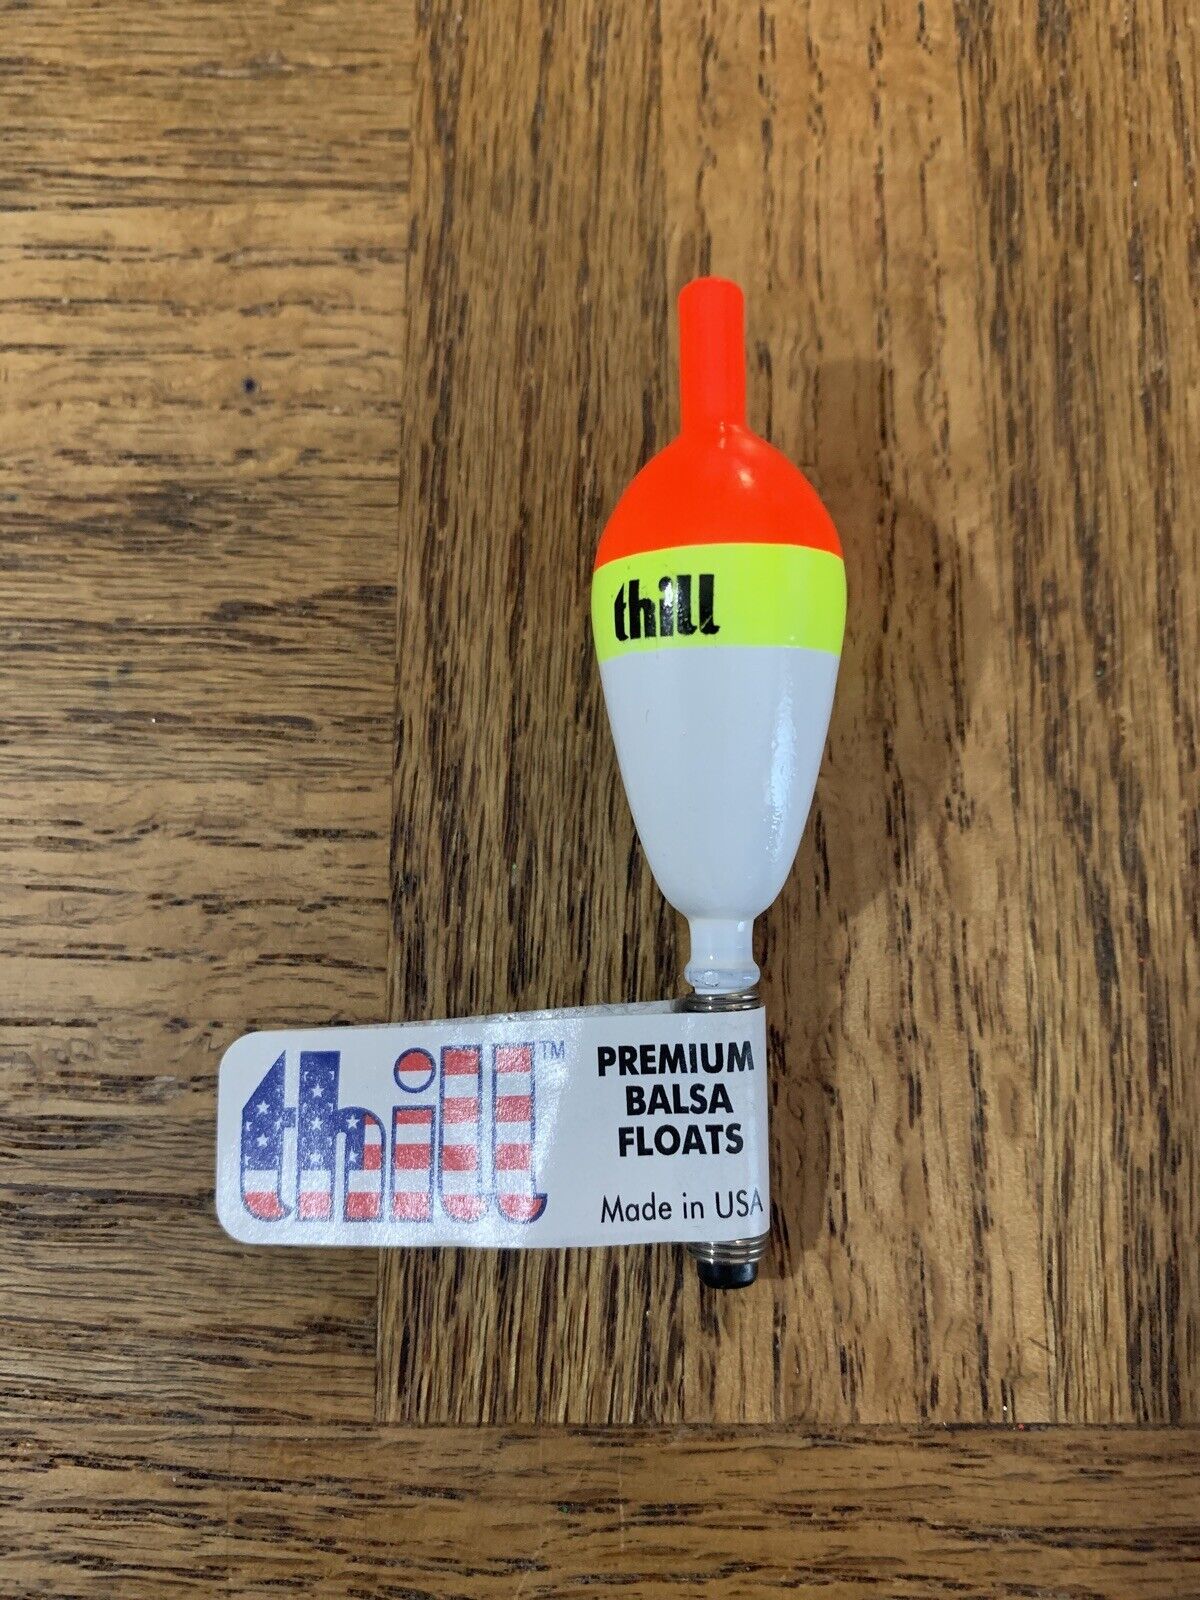 thill
thill™
PREMIUM
BALSA
FLOATS
Made in USA